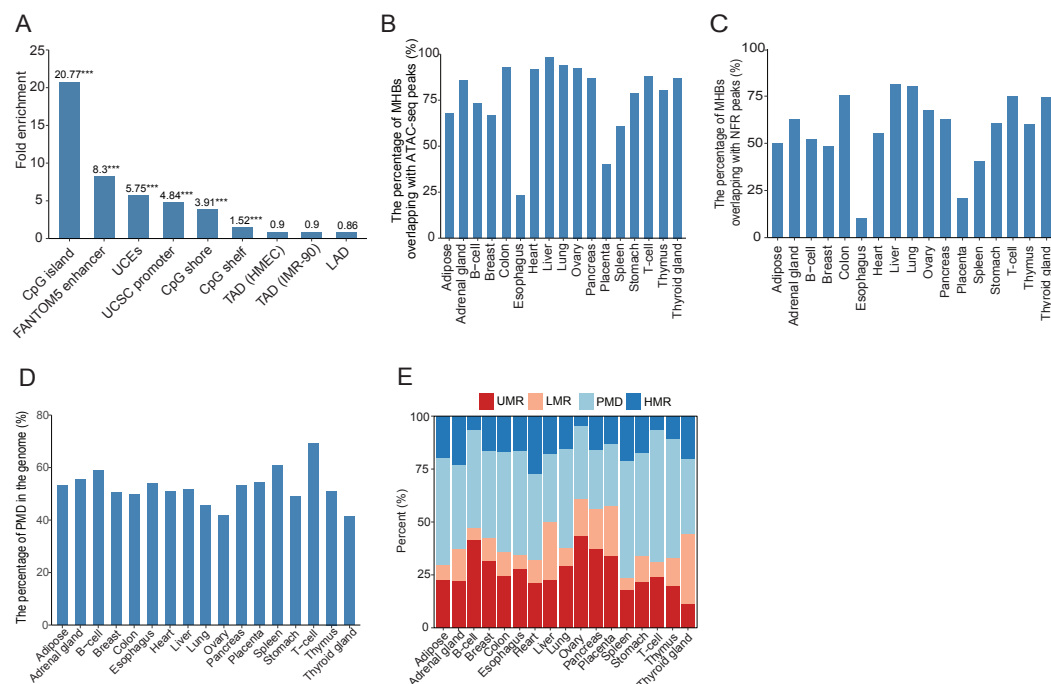 A
Fold enrichment
25
20
15
10
5
0
20.77***
8.3***
5.75***
4.84***
3.91***
1.52***
0.9
0.9
0.86
CpG island
FANTOM5 enhancer
UCEs
UCSC promoter
CpG shore
CpG shelf
TAD (HMEC)
TAD (IMR-90)
LAD
B
The percentage of MHBs
overlapping with ATAC-seq peaks (%)
100
75
50
25
0
Adipose
Adrenal gland
B-cell
Breast
Colon
Esophagus
Heart
Liver
Lung
Ovary
Pancreas
Placenta
Spleen
Stomach
T-cell
Thymus
Thyroid gland
C
The percentage of MHBs
overlapping with NFR peaks (%)
100
75
50
25
0
Adipose
Adrenal gland
B−cell
Breast
Colon
Esophagus
Heart
Liver
Lung
Ovary
Pancreas
Placenta
Spleen
Stomach
T-cell
Thymus
Thyroid gland
D
The percentage of PMD in the genome (%)
80
60
40
20
0
Adipose
Adrenal gland
B-cell
Breast
Colon
Esophagus
Heart
Liver
Lung
Ovary
Pancreas
Placenta
Spleen
Stomach
T-cell
Thymus
Thyroid gland
E
UMR LMR PMD HMR
Percent (%)
100
75
50
25
0
Adipose
Adrenal gland
B-cell
Breast
Colon
Esophagus
Heart
Liver
Lung
Ovary
Pancreas
Placenta
Spleen
Stomach
T-cell
Thymus
Thyroid gland